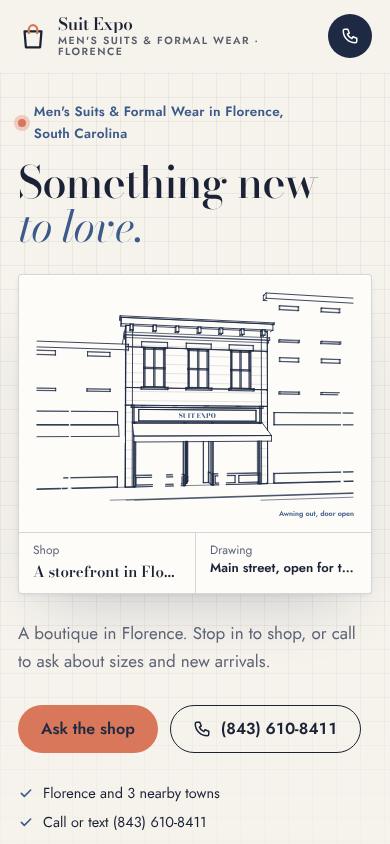 Suit Expo
MEN'S SUITS & FORMAL WEAR ·
FLORENCE
Men's Suits & Formal Wear in Florence,
South Carolina
Something new
to love.
SUIT EXPO
Awning out, door open
Shop
A storefront in Flo...
Drawing
Main street, open for t...
A boutique in Florence. Stop in to shop, or call
to ask about sizes and new arrivals.
Ask the shop
(843) 610-8411
Florence and 3 nearby towns
Call or text (843) 610-8411